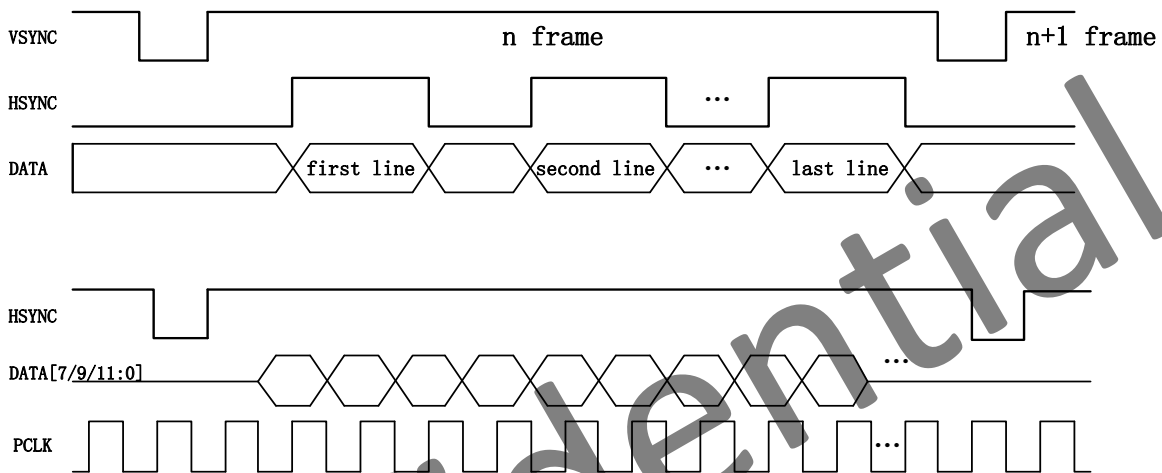 VSYNC n frame n+1 frame
HSYNC ...
DATA first line second line ... last line
HSYNC
DATA[7/9/11:0] ...
PCLK ...